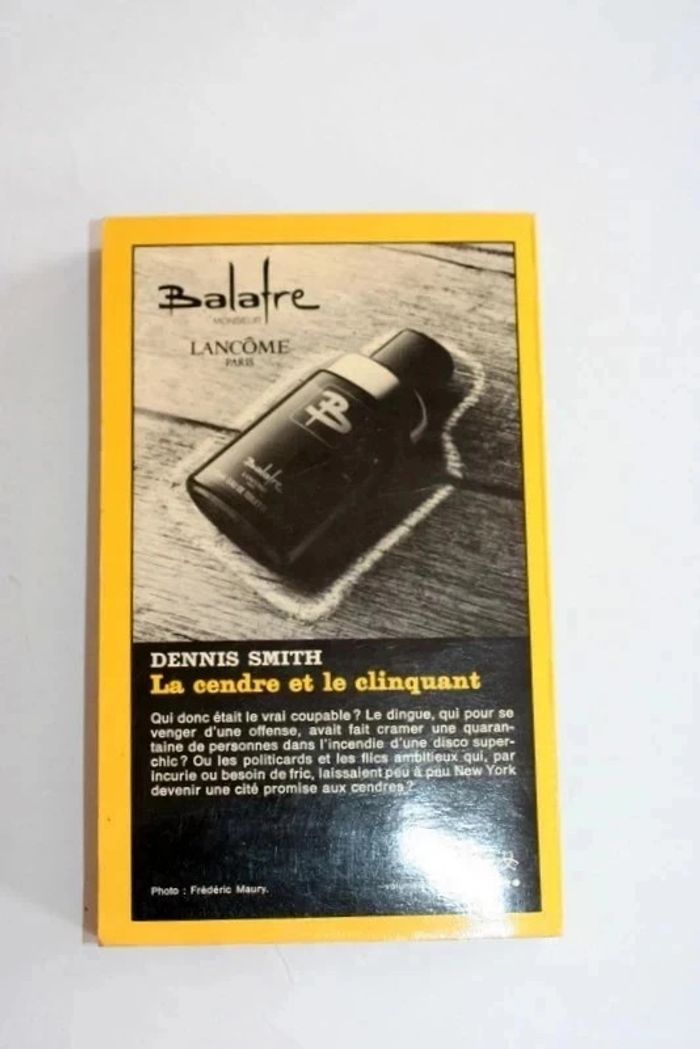 Balafre
MONSIEUR
LANCÔME
PARIS
Balafre
DENNIS SMITH
La cendre et le clinquant
Qui donc était le vrai coupable ? Le dingue, qui pour se
venger d'une offense, avait fait cramer une quaran-
taine de personnes dans l'incendie d'une disco super-
chic ? Ou les politicards et les flics ambitieux qui, par
incurie ou besoin de fric, laissaient peu à peu New York
devenir une cité promise aux cendres ?
Photo : Frédéric Maury.